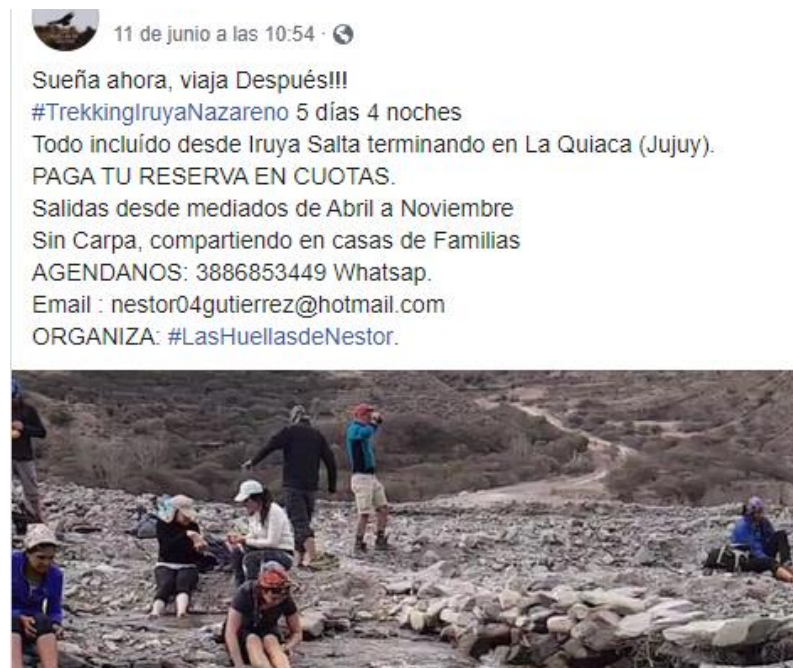 11 de junio a las 10:54 ·
Sueña ahora, viaja Después!!!
#TrekkingIruyaNazareno 5 días 4 noches
Todo incluído desde Iruya Salta terminando en La Quiaca (Jujuy).
PAGA TU RESERVA EN CUOTAS.
Salidas desde mediados de Abril a Noviembre
Sin Carpa, compartiendo en casas de Familias
AGENDANOS: 3886853449 Whatsap.
Email : nestor04gutierrez@hotmail.com
ORGANIZA: #LasHuellasdeNestor.